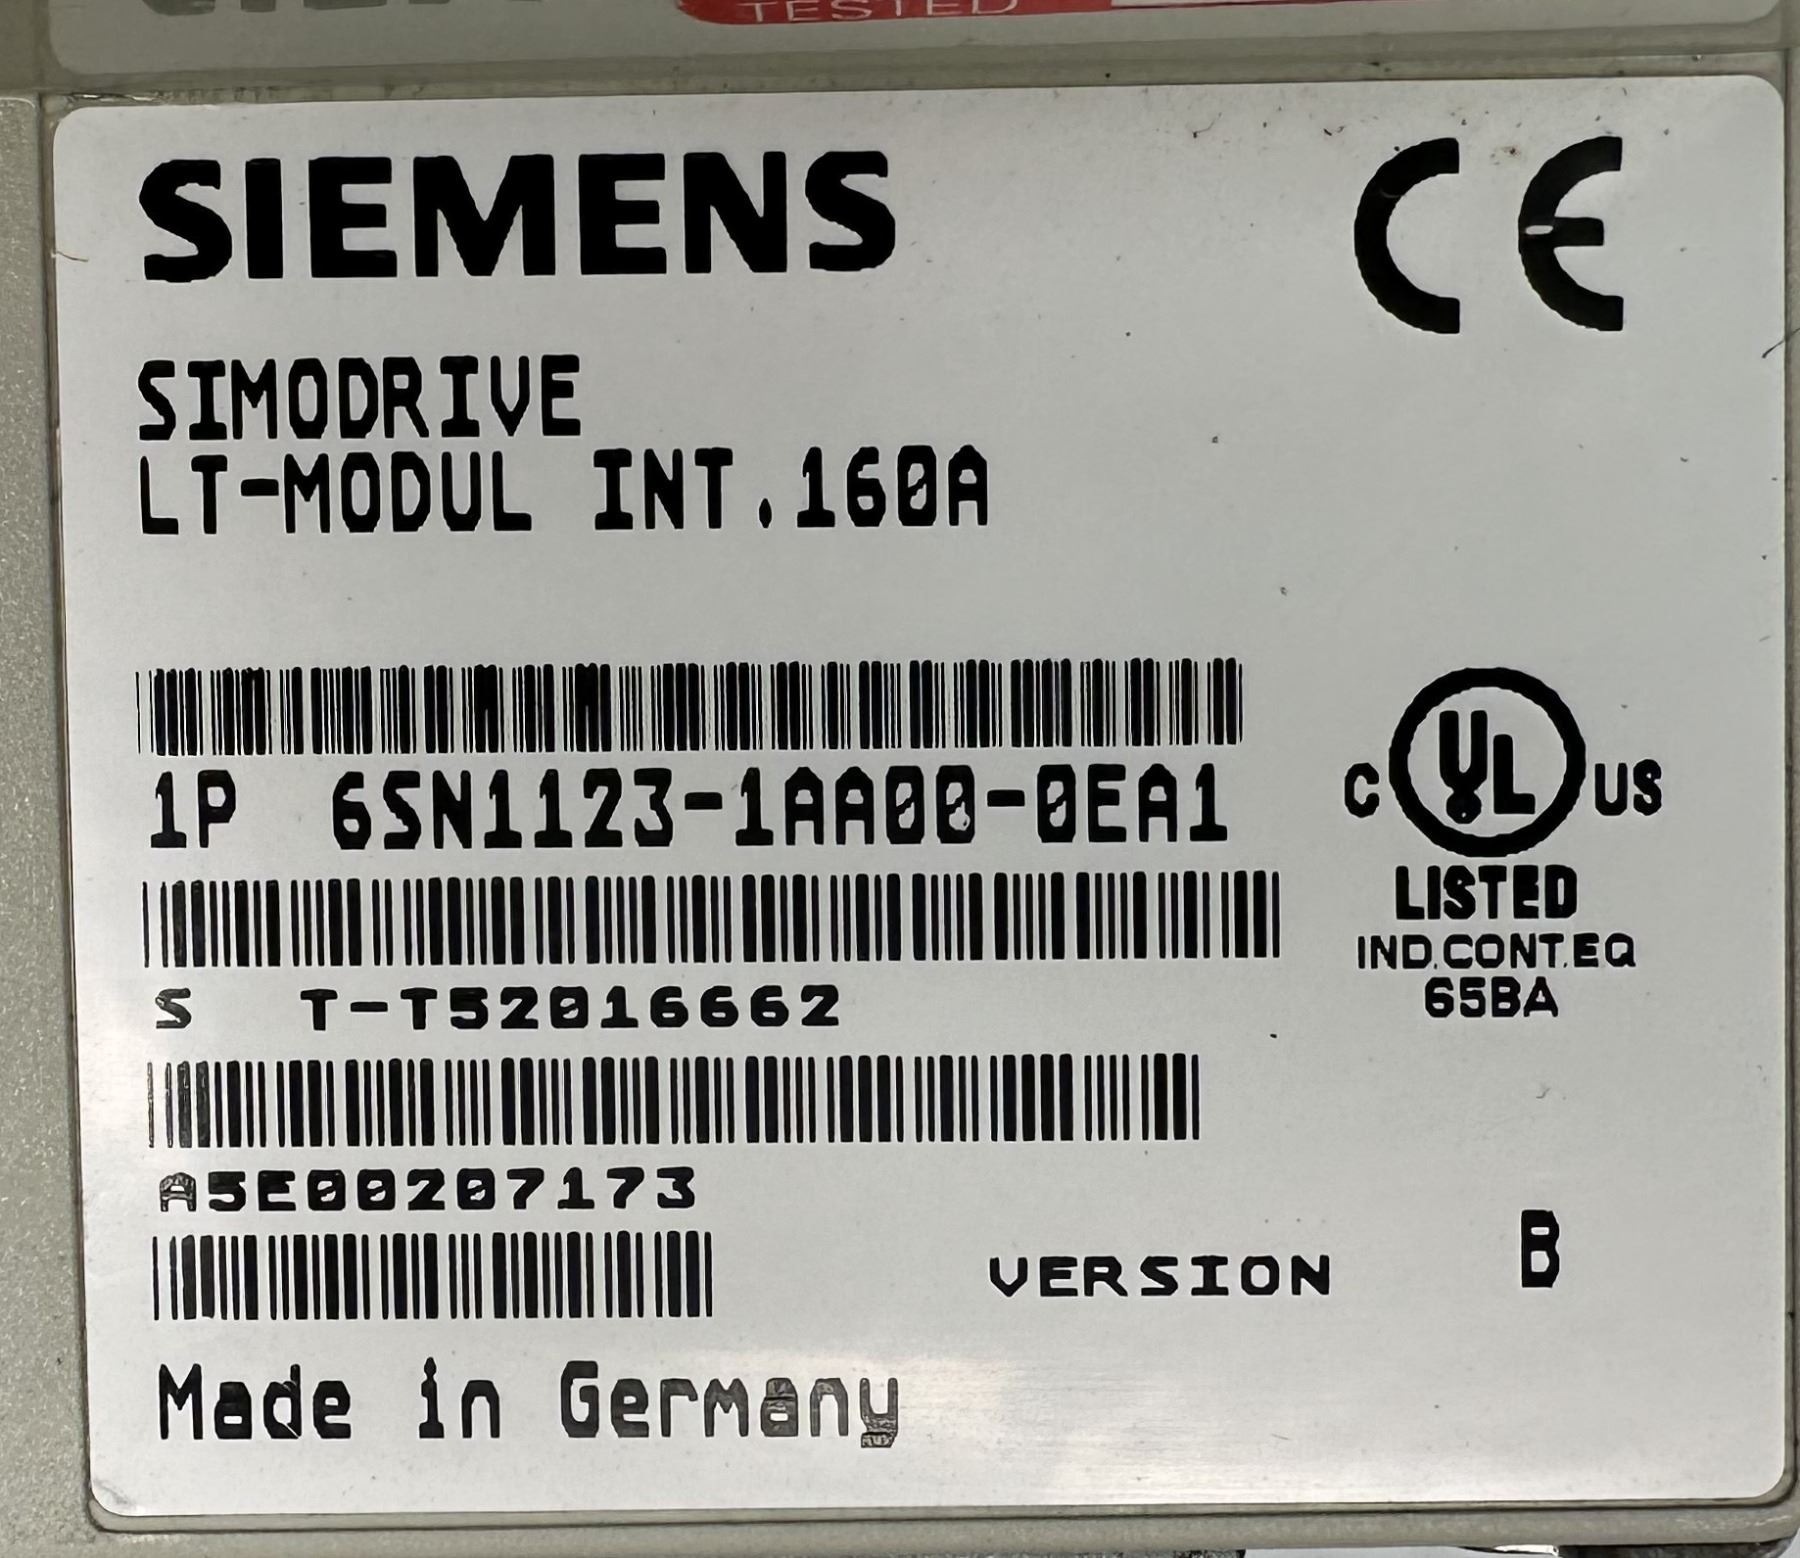 TESTED
SIEMENS
CE
SIMODRIVE
LT-MODUL INT.160A
1P 6SN1123-1AA00-0EA1
C UL US
LISTED
IND.CONT.EQ
65BA
S T-T52016662
A5E00207173
VERSION B
Made in Germany